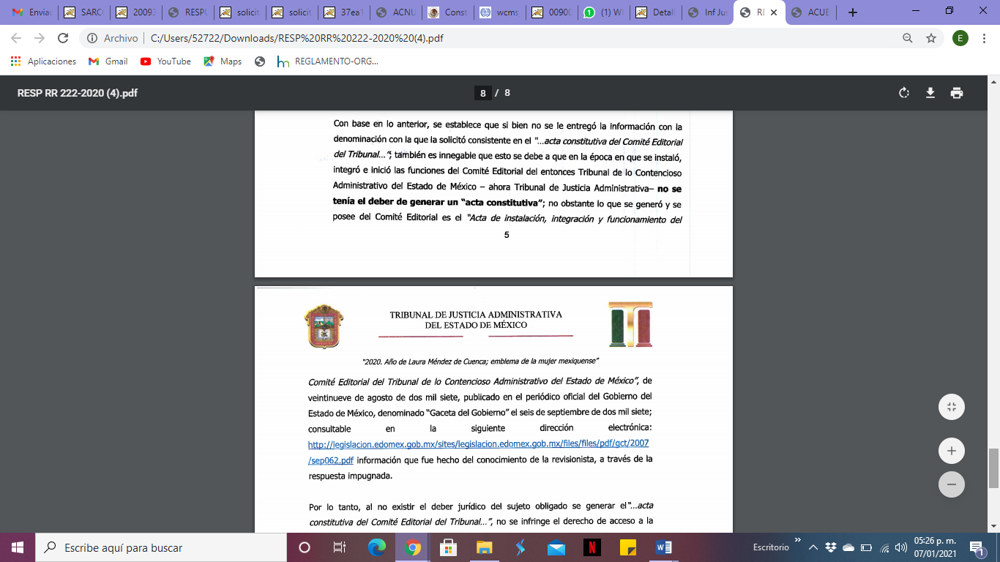 Enviar
SARC
20093
RESPU
solicit
solicit
37ea1
ACNU
Const
wcms
0090
(1) W
Detall
Inf Jus
RE
ACUE
Archivo
C:/Users/52722/Downloads/RESP%20RR%20222-2020%20(4).pdf
E
Aplicaciones
Gmail
YouTube
Maps
REGLAMENTO-ORG...
RESP RR 222-2020 (4).pdf
8 / 8
Con base en lo anterior, se establece que si bien no se le entregó la información con la
denominación con la que la solicitó consistente en el "...acta constitutiva del Comité Editorial
del Tribunal..."; también es innegable que esto se debe a que en la época en que se instaló,
integró e inició las funciones del Comité Editorial del entonces Tribunal de lo Contencioso
Administrativo del Estado de México – ahora Tribunal de Justicia Administrativa– no se
tenía el deber de generar un "acta constitutiva"; no obstante lo que se generó y se
posee del Comité Editorial es el "Acta de instalación, integración y funcionamiento del
5
TRIBUNAL DE JUSTICIA ADMINISTRATIVA
DEL ESTADO DE MÉXICO
"2020. Año de Laura Méndez de Cuenca; emblema de la mujer mexiquense"
Comité Editorial del Tribunal de lo Contencioso Administrativo del Estado de México", de
veintinueve de agosto de dos mil siete, publicado en el periódico oficial del Gobierno del
Estado de México, denominado "Gaceta del Gobierno" el seis de septiembre de dos mil siete;
consultable en la siguiente dirección electrónica:
http://legislacion.edomex.gob.mx/sites/legislacion.edomex.gob.mx/files/files/pdf/gct/2007
/sep062.pdf información que fue hecho del conocimiento de la revisionista, a través de la
respuesta impugnada.
Por lo tanto, al no existir el deber jurídico del sujeto obligado se generar el "...acta
constitutiva del Comité Editorial del Tribunal...", no se infringe el derecho de acceso a la
Escribe aquí para buscar
Escritorio
05:26 p. m.
07/01/2021
1